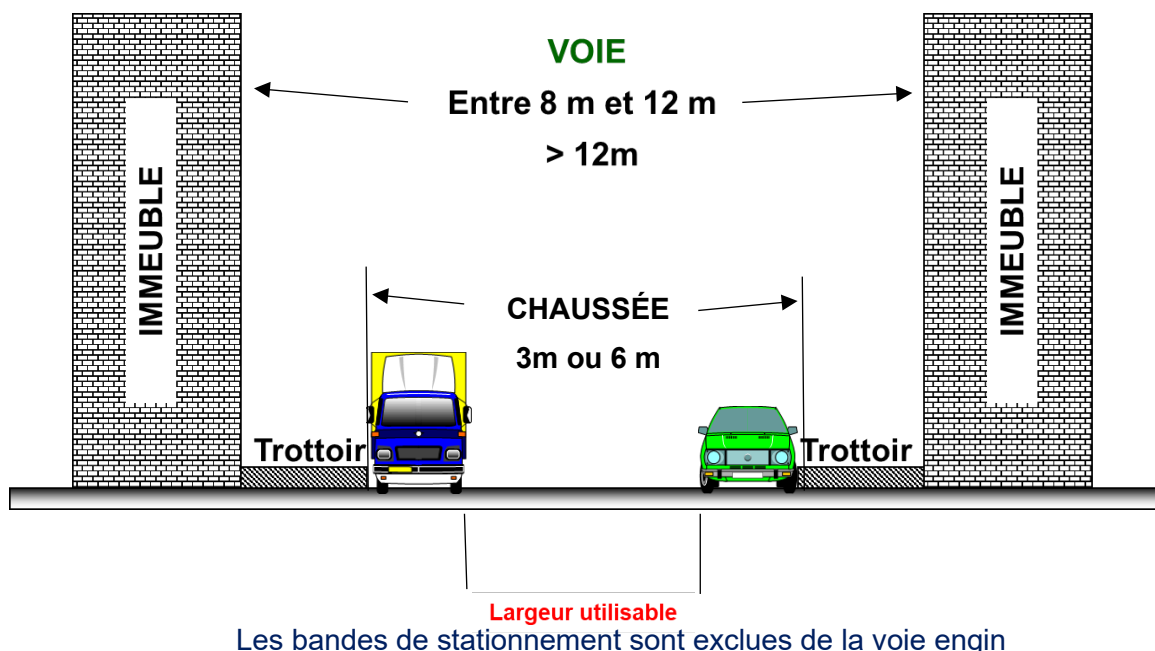 VOIE
Entre 8 m et 12 m
> 12m
IMMEUBLE
IMMEUBLE
CHAUSSÉE
3m ou 6 m
Trottoir
Trottoir
Largeur utilisable
Les bandes de stationnement sont exclues de la voie engin